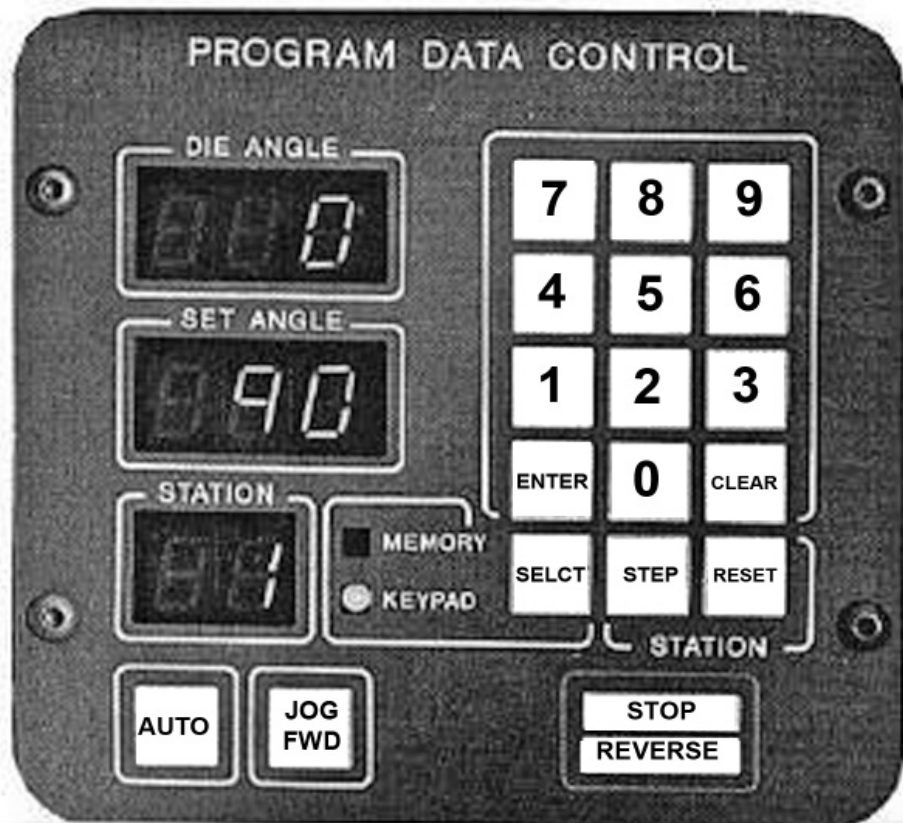 PROGRAM DATA CONTROL
DIE ANGLE
0
SET ANGLE
90
STATION
1
MEMORY
KEYPAD
7 8 9
4 5 6
1 2 3
ENTER 0 CLEAR
SELCT STEP RESET
STATION
AUTO
JOG
FWD
STOP
REVERSE